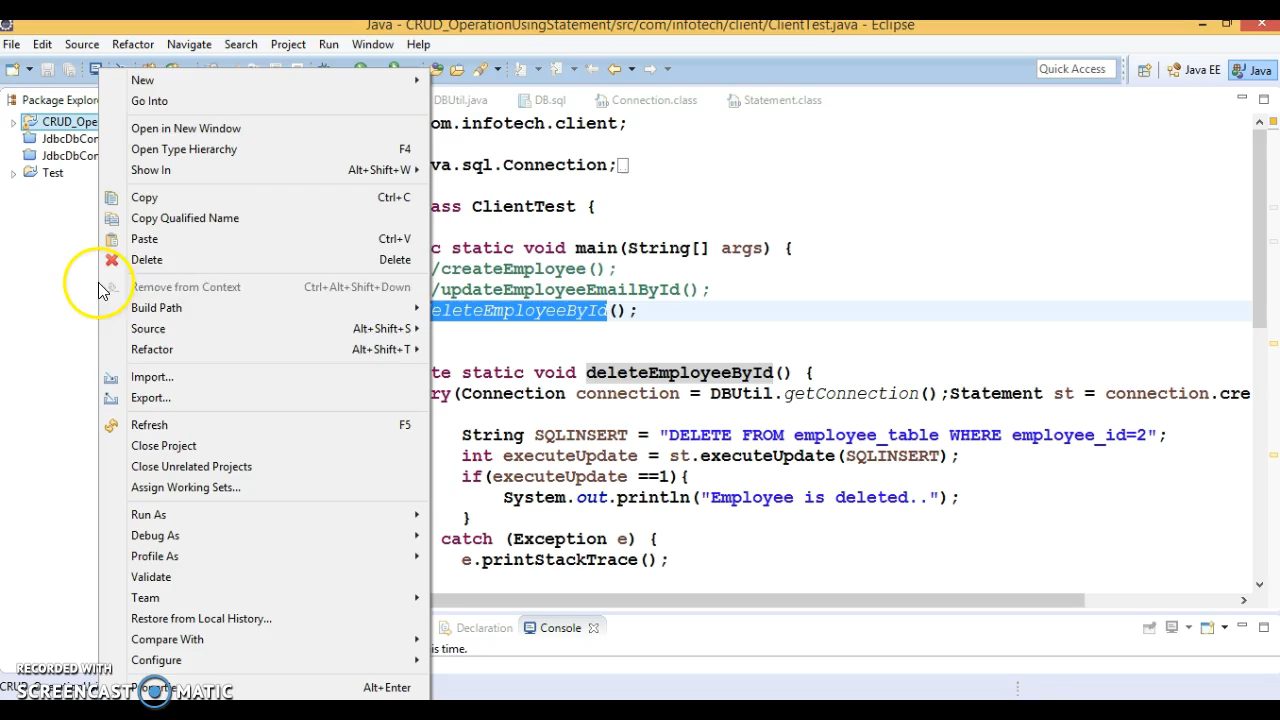 Java - CRUD_OperationUsingStatement/src/com/infotech/client/ClientTest.java - Eclipse
File Edit Source Refactor Navigate Search Project Run Window Help
Quick Access Java EE Java
Package Explo
DBUtil.java DB.sql Connection.class Statement.class
CRUD_Ope
JdbcDbCon
JdbcDbCon
Test
New
Go Into
Open in New Window
Open Type Hierarchy F4
Show In Alt+Shift+W
Copy Ctrl+C
Copy Qualified Name
Paste Ctrl+V
Delete Delete
Remove from Context Ctrl+Alt+Shift+Down
Build Path
Source Alt+Shift+S
Refactor Alt+Shift+T
Import...
Export...
Refresh F5
Close Project
Close Unrelated Projects
Assign Working Sets...
Run As
Debug As
Profile As
Validate
Team
Restore from Local History...
Compare With
Configure
Alt+Enter
om.infotech.client;
va.sql.Connection;
ass ClientTest {
c static void main(String[] args) {
/createEmployee();
/updateEmployeeEmailById();
eleteEmployeeById();
te static void deleteEmployeeById() {
ry(Connection connection = DBUtil.getConnection();Statement st = connection.cre
String SQLINSERT = "DELETE FROM employee_table WHERE employee_id=2";
int executeUpdate = st.executeUpdate(SQLINSERT);
if(executeUpdate ==1){
System.out.println("Employee is deleted..");
}
catch (Exception e) {
e.printStackTrace();
Declaration Console
is time.
RECORDED WITH
SCREENCAST MATIC